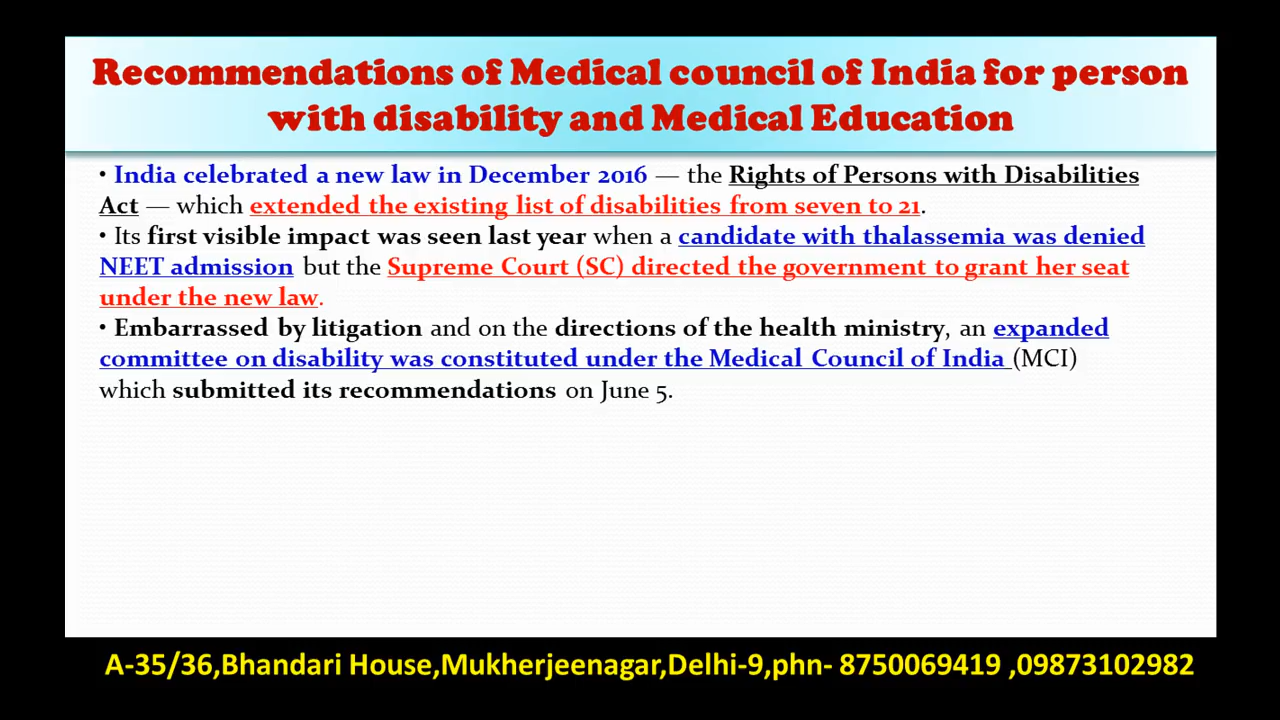 Recommendations of Medical council of India for person
with disability and Medical Education
• India celebrated a new law in December 2016 — the Rights of Persons with Disabilities
Act — which extended the existing list of disabilities from seven to 21.
• Its first visible impact was seen last year when a candidate with thalassemia was denied
NEET admission but the Supreme Court (SC) directed the government to grant her seat
under the new law.
• Embarrassed by litigation and on the directions of the health ministry, an expanded
committee on disability was constituted under the Medical Council of India (MCI)
which submitted its recommendations on June 5.
A-35/36,Bhandari House,Mukherjeenagar,Delhi-9,phn- 8750069419 ,09873102982